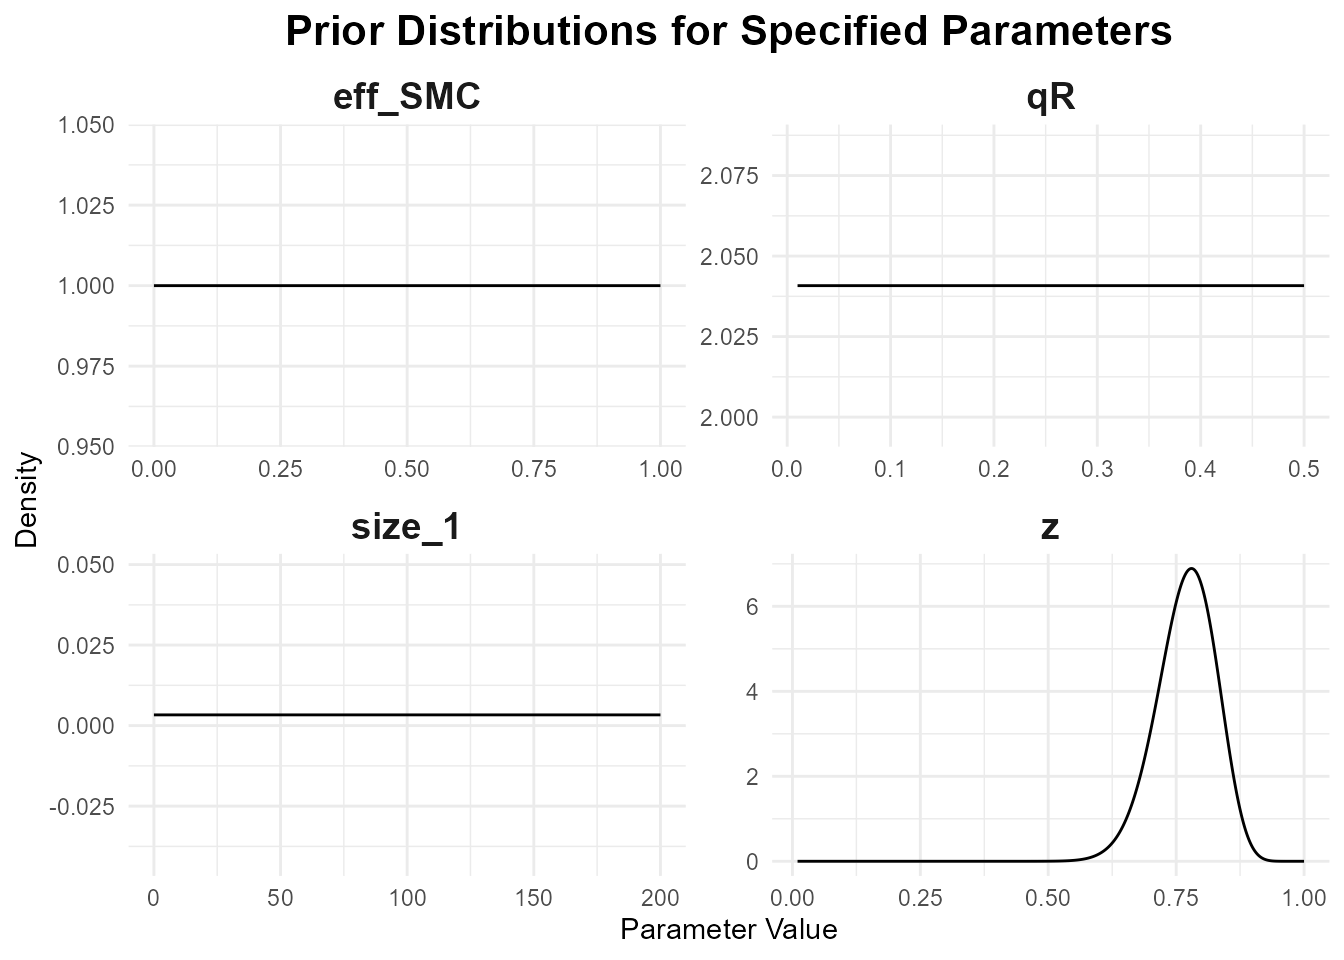 Prior Distributions for Specified Parameters
eff_SMC
qR
1.050
1.025
1.000
0.975
0.950
0.00 0.25 0.50 0.75 1.00
2.075
2.050
2.025
2.000
0.0 0.1 0.2 0.3 0.4 0.5
Density
size_1
z
0.050
0.025
0.000
-0.025
0 50 100 150 200
6
4
2
0
0.00 0.25 0.50 0.75 1.00
Parameter Value